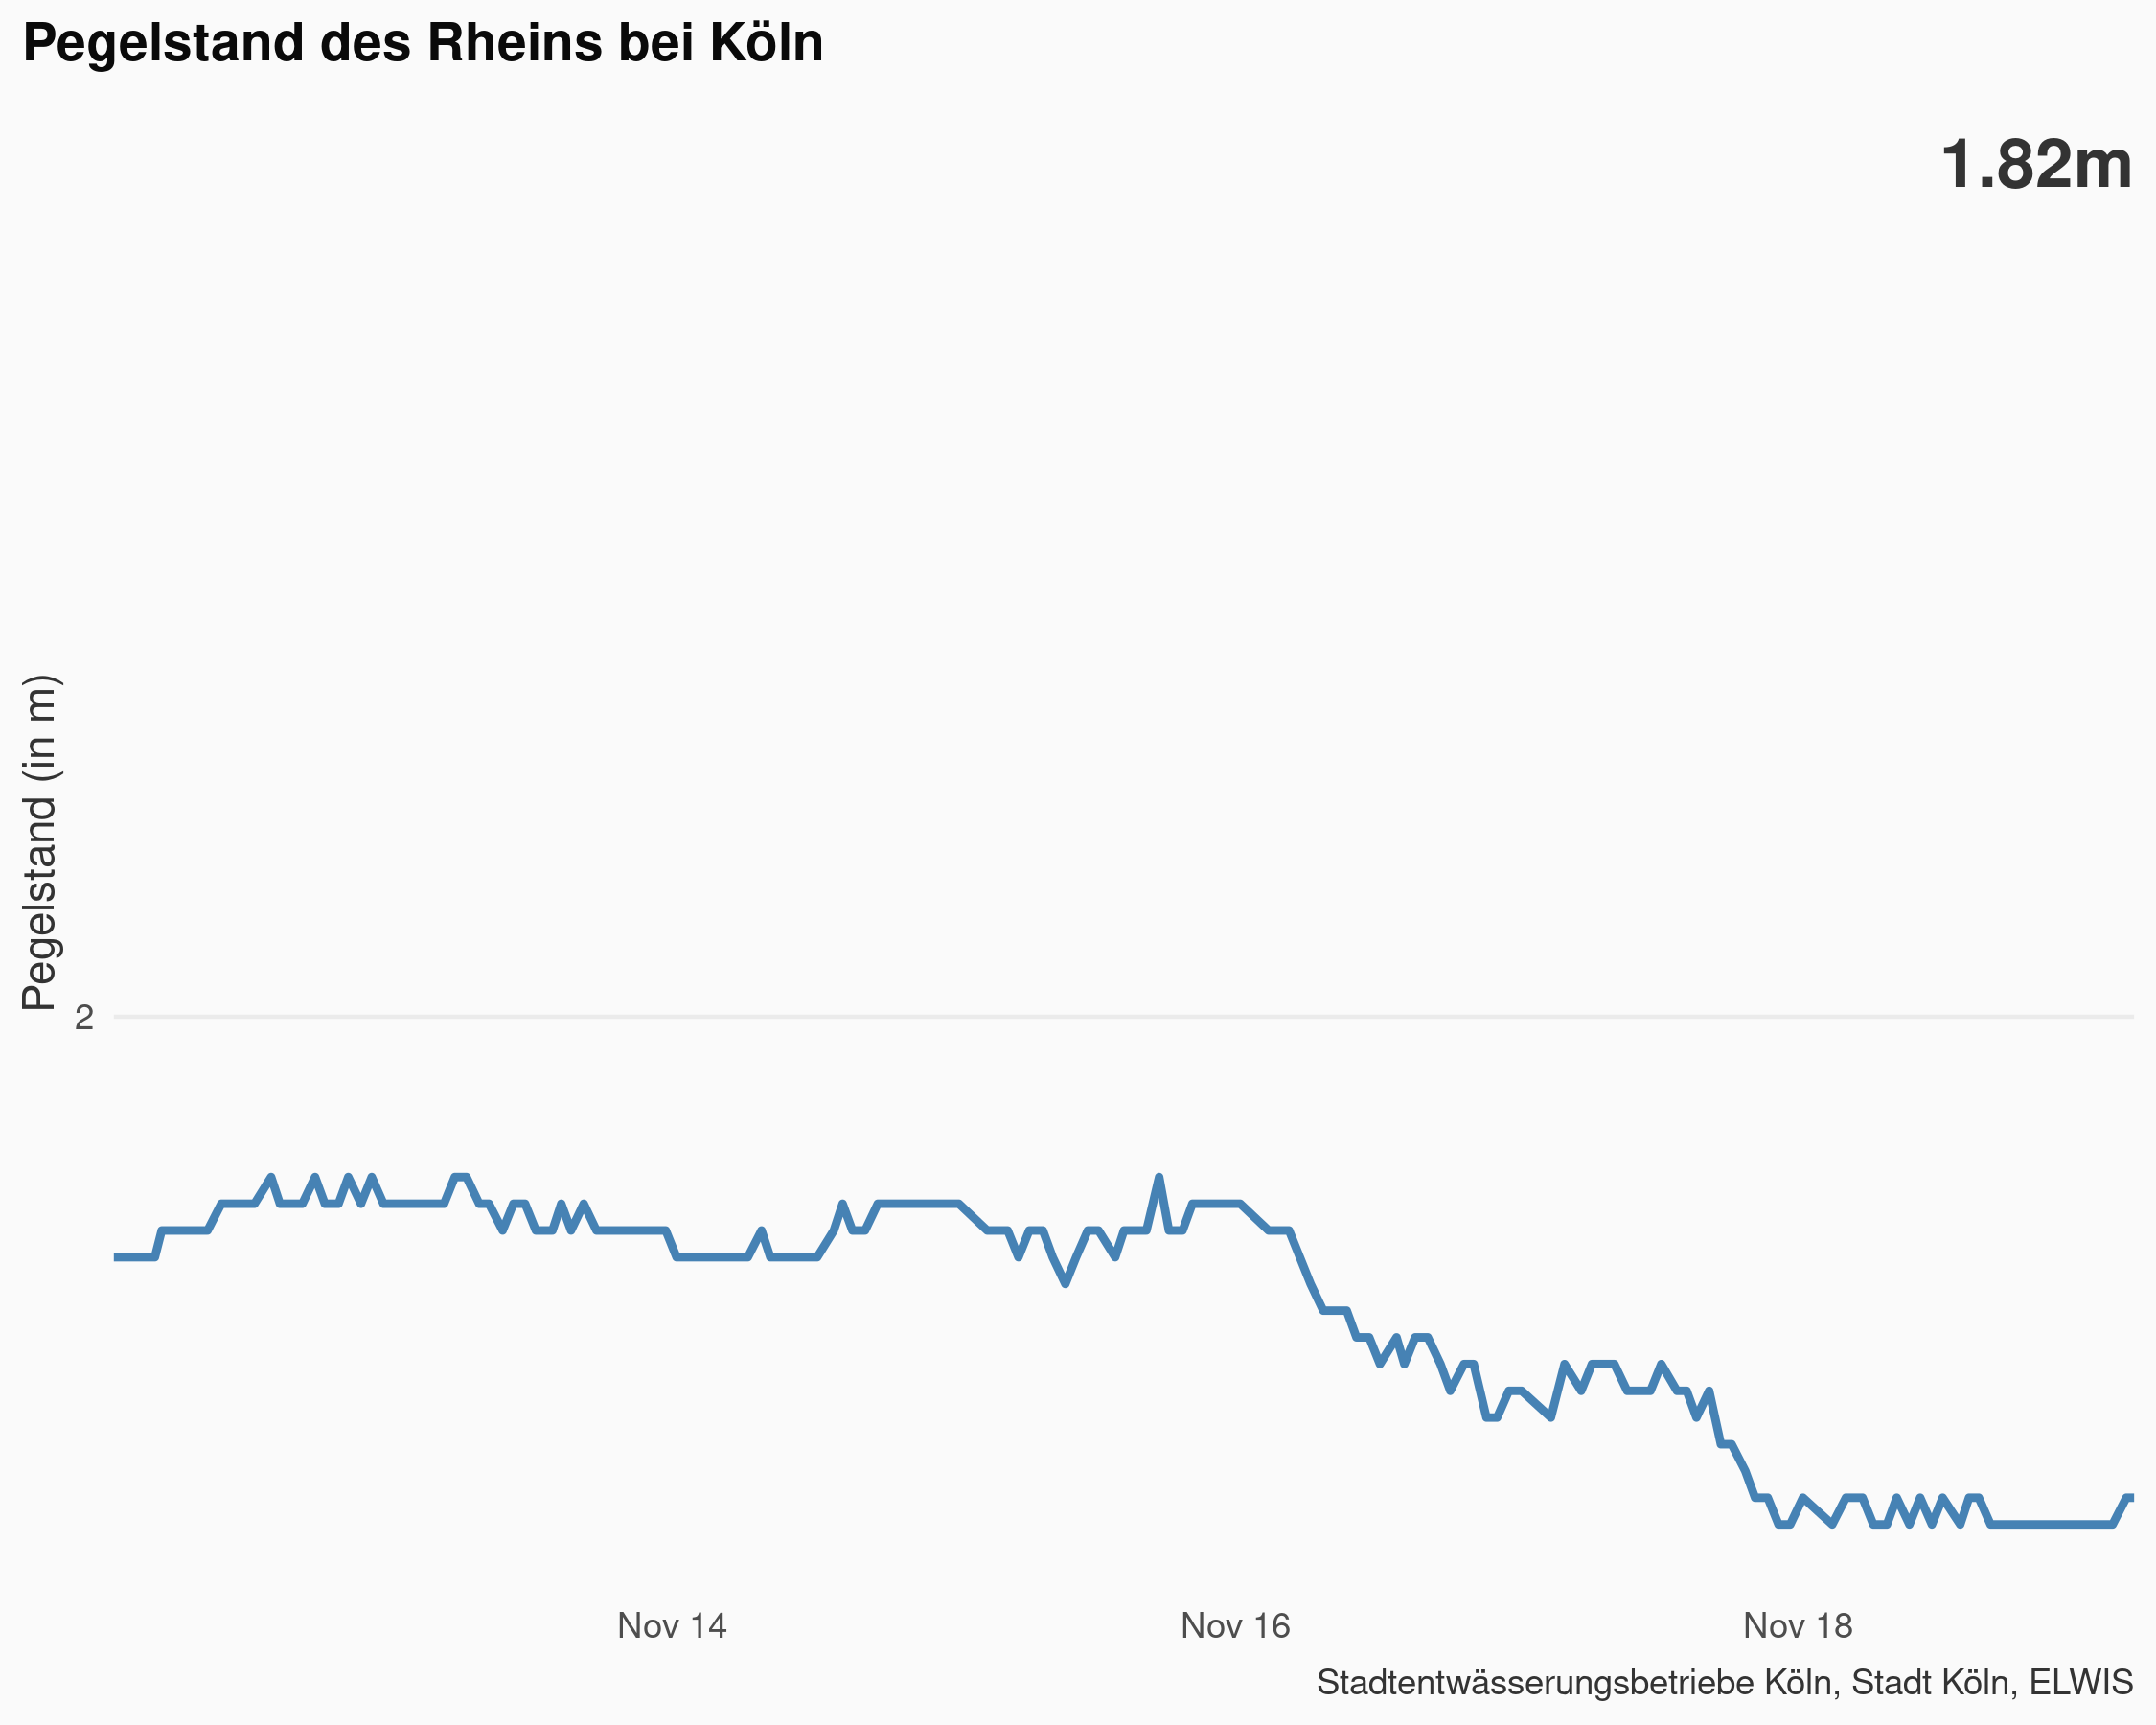 Pegelstand des Rheins bei Köln
1.82m
Pegelstand (in m)
2
Nov 14
Nov 16
Nov 18
Stadtentwässerungsbetriebe Köln, Stadt Köln, ELWIS